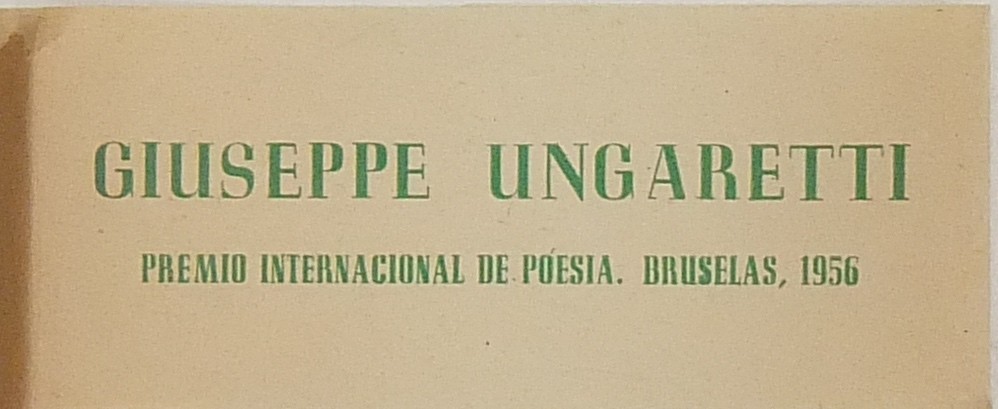 GIUSEPPE UNGARETTI
PREMIO INTERNACIONAL DE PÓESIA. BRUSELAS, 1956